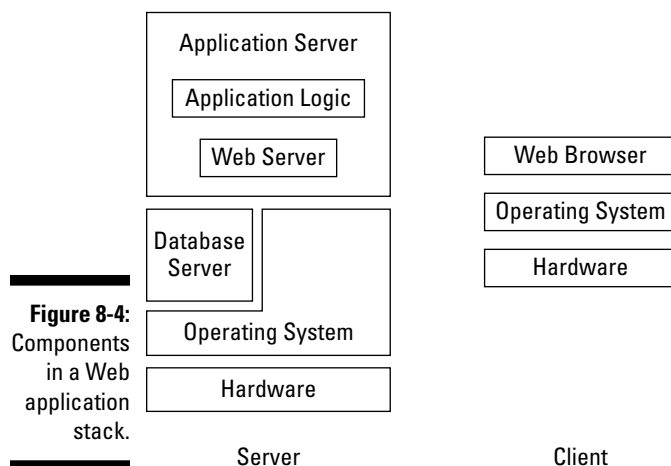 Application Server
Application Logic
Web Server
Database
Server
Operating System
Hardware
Server
Web Browser
Operating System
Hardware
Client
Figure 8-4:
Components
in a Web
application
stack.